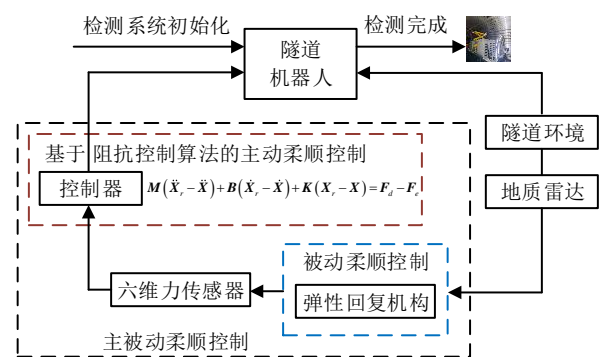 检测系统初始化
检测完成
隧道
机器人
隧道环境
地质雷达
基于阻抗控制算法的主动柔顺控制
控制器
M(Ẍr-Ẍ)+B(Ẋr-Ẋ)+K(Xr-X)=Fd-Fe
被动柔顺控制
弹性回复机构
六维力传感器
主被动柔顺控制